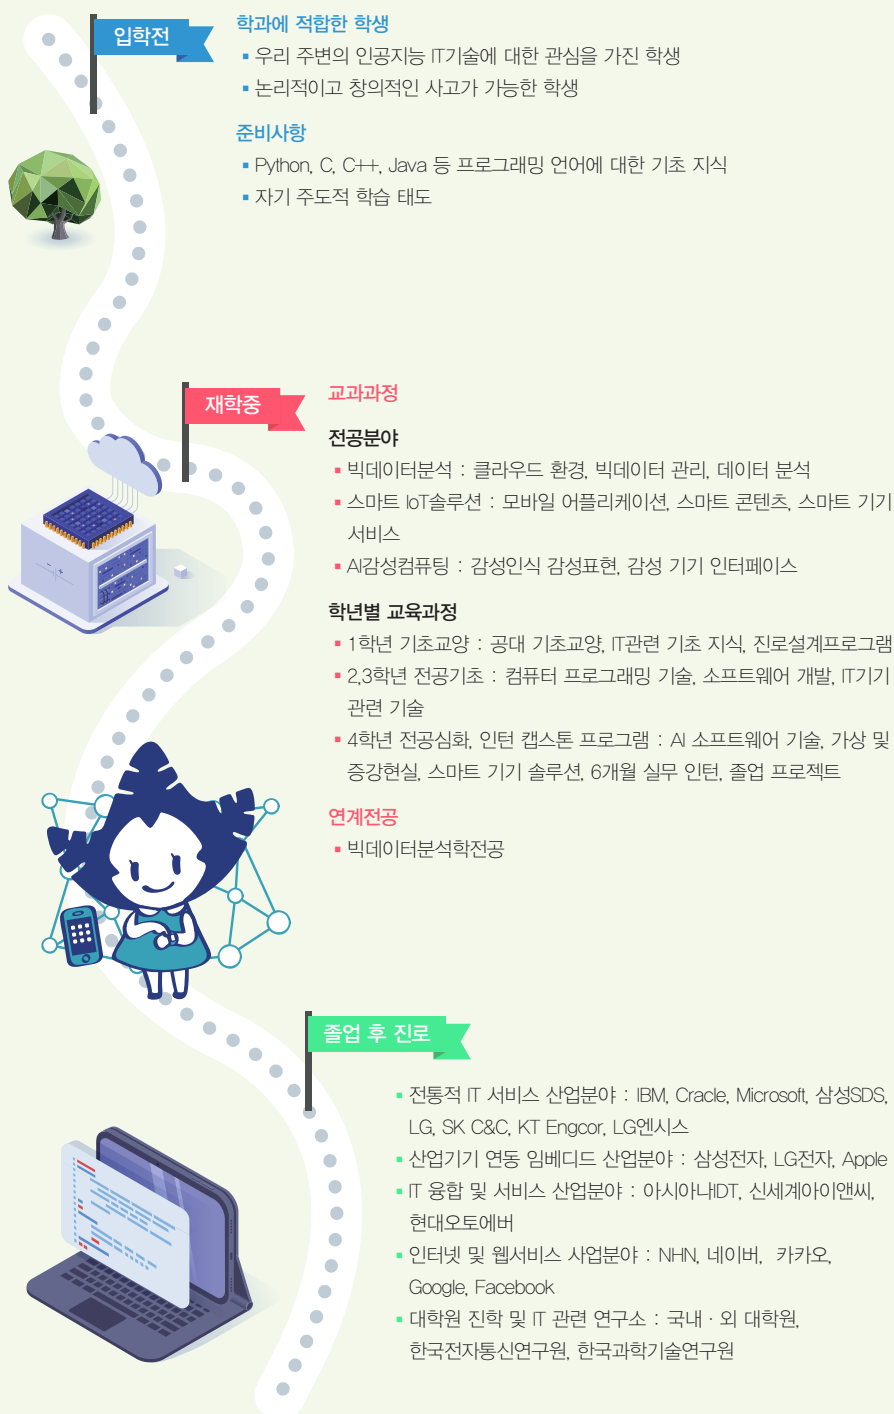 입학전
학과에 적합한 학생
▪ 우리 주변의 인공지능 IT기술에 대한 관심을 가진 학생
▪ 논리적이고 창의적인 사고가 가능한 학생
준비사항
▪ Python, C, C++, Java 등 프로그래밍 언어에 대한 기초 지식
▪ 자기 주도적 학습 태도
재학중
교과과정
전공분야
▪ 빅데이터분석 : 클라우드 환경, 빅데이터 관리, 데이터 분석
▪ 스마트 IoT솔루션 : 모바일 어플리케이션, 스마트 콘텐츠, 스마트 기기
서비스
▪ AI감성컴퓨팅 : 감성인식 감성표현, 감성 기기 인터페이스
학년별 교육과정
▪ 1학년 기초교양 : 공대 기초교양, IT관련 기초 지식, 진로설계프로그램
▪ 2,3학년 전공기초 : 컴퓨터 프로그래밍 기술, 소프트웨어 개발, IT기기
관련 기술
▪ 4학년 전공심화, 인턴 캡스톤 프로그램 : AI 소프트웨어 기술, 가상 및
증강현실, 스마트 기기 솔루션, 6개월 실무 인턴, 졸업 프로젝트
연계전공
▪ 빅데이터분석학전공
졸업 후 진로
▪ 전통적 IT 서비스 산업분야 : IBM, Cracle, Microsoft, 삼성SDS,
LG, SK C&C, KT Engcor, LG엔시스
▪ 산업기기 연동 임베디드 산업분야 : 삼성전자, LG전자, Apple
▪ IT 융합 및 서비스 산업분야 : 아시아나IDT, 신세계아이앤씨,
현대오토에버
▪ 인터넷 및 웹서비스 사업분야 : NHN, 네이버, 카카오,
Google, Facebook
▪ 대학원 진학 및 IT 관련 연구소 : 국내 · 외 대학원,
한국전자통신연구원, 한국과학기술연구원